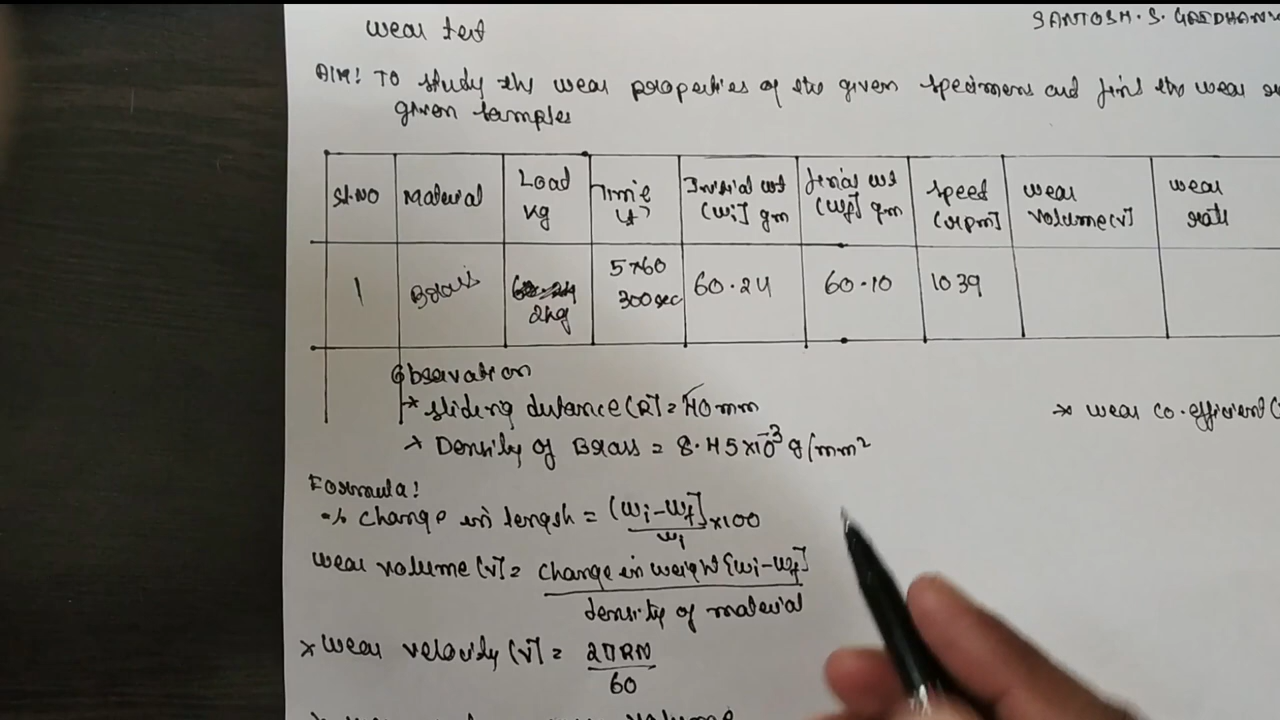 wear test
SANTOSH.S.
AIM: To study the wear properties of the given specimens and find the wear
given samples
Sl.NO Material Load kg Time (t) Initial wt (Wi) gm final wt (Wf) gm speed (rpm) wear volume(v) wear rate
1 Brass 2kg 5*60 300sec 60.24 60.10 1039
Observation
* sliding distance (R) = 40mm
* Density of Brass = 8.45×10⁻³ g/mm²
Formula:
% change in length = (Wi-Wf)/Wi ×100
wear volume (v) = change in weight {Wi-Wf}
density of material
* wear velocity (v) = 2πRN
60
* wear co-efficient (
volume